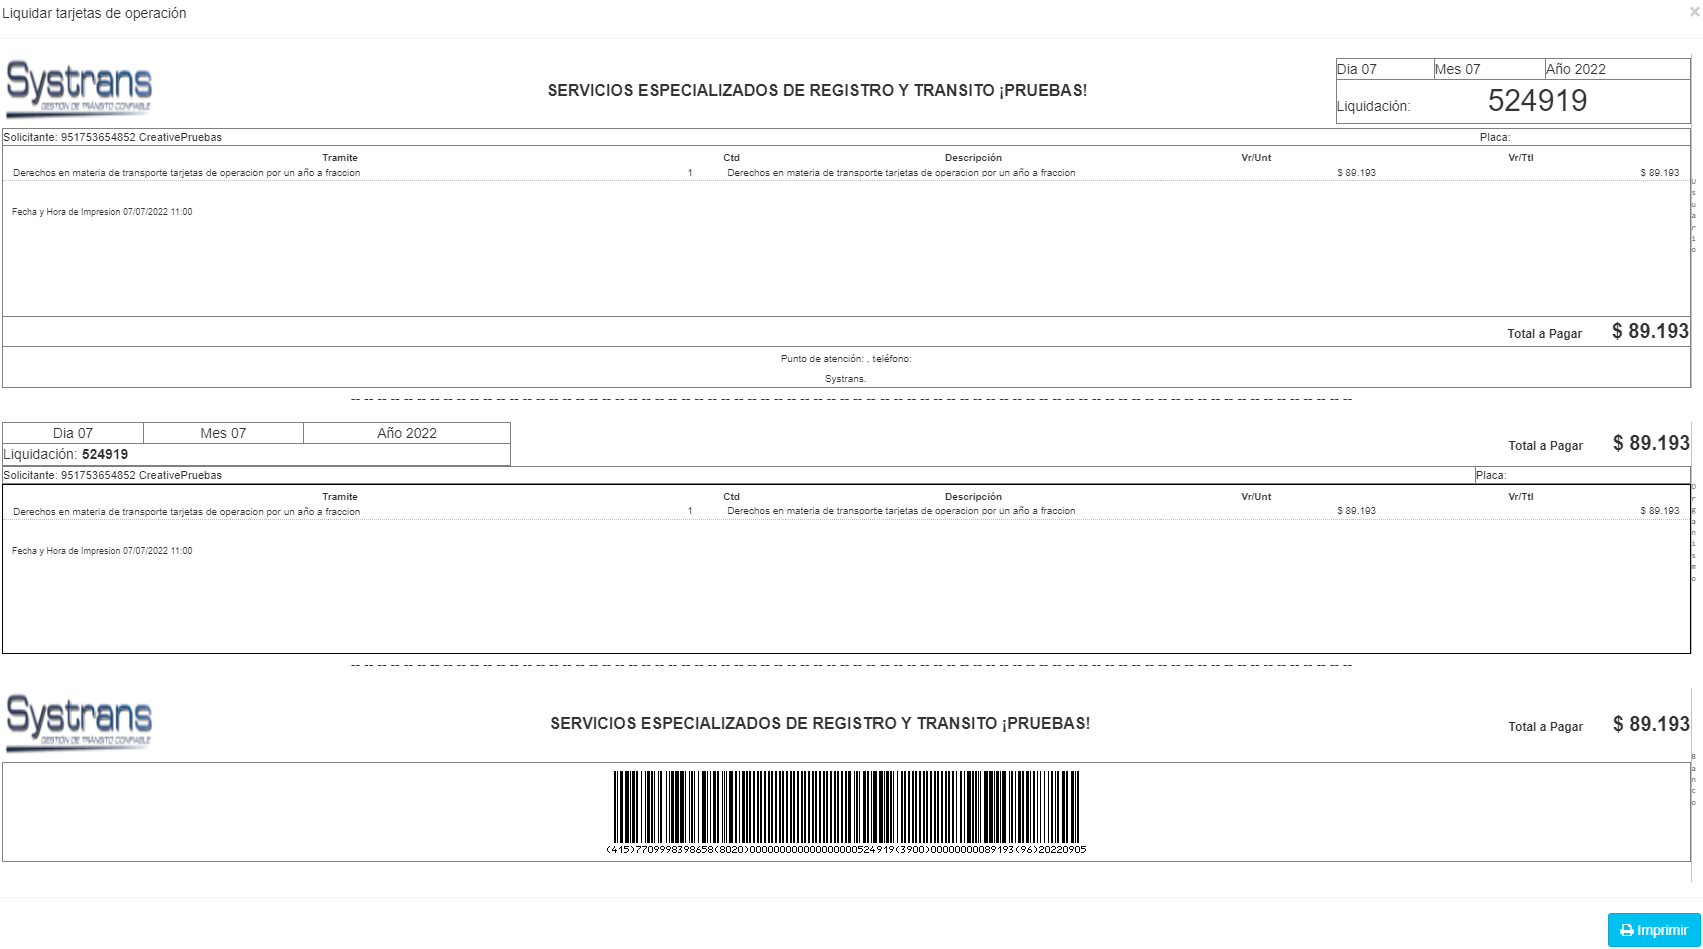 Liquidar tarjetas de operación ×
Systrans
GESTIÓN DE TRÁNSITO CONFIABLE
SERVICIOS ESPECIALIZADOS DE REGISTRO Y TRANSITO ¡PRUEBAS!
Dia 07 Mes 07 Año 2022
Liquidación: 524919
Solicitante: 951753654852 CreativePruebas Placa:
Tramite Ctd Descripción Vr/Unt Vr/Ttl
Derechos en materia de transporte tarjetas de operacion por un año a fraccion 1 Derechos en materia de transporte tarjetas de operacion por un año a fraccion $ 89.193 $ 89.193
Usuario
Fecha y Hora de Impresion 07/07/2022 11:00
Total a Pagar $ 89.193
Punto de atención: , teléfono:
Systrans.
Dia 07 Mes 07 Año 2022
Liquidación: 524919
Total a Pagar $ 89.193
Solicitante: 951753654852 CreativePruebas Placa:
Tramite Ctd Descripción Vr/Unt Vr/Ttl
Derechos en materia de transporte tarjetas de operacion por un año a fraccion 1 Derechos en materia de transporte tarjetas de operacion por un año a fraccion $ 89.193 $ 89.193
Organismo
Fecha y Hora de Impresion 07/07/2022 11:00
Systrans
GESTIÓN DE TRÁNSITO CONFIABLE
SERVICIOS ESPECIALIZADOS DE REGISTRO Y TRANSITO ¡PRUEBAS!
Total a Pagar $ 89.193
Banco
(415)7709998398658(8020)000000000000000000524919(3900)00000000089193(96)20220905
Imprimir